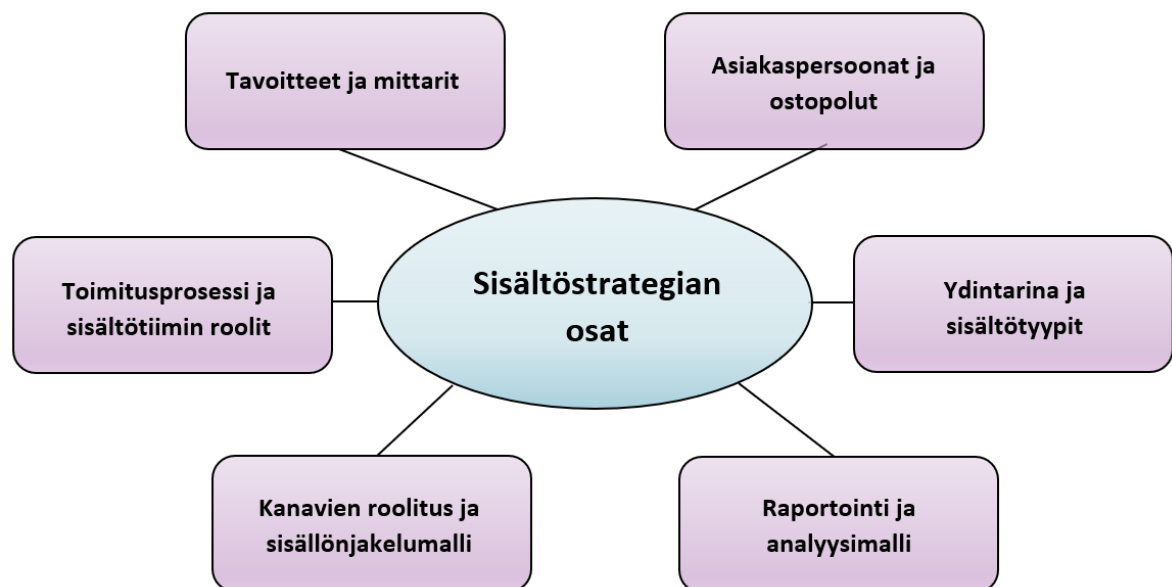 Tavoitteet ja mittarit
Asiakaspersoonat ja
ostopolut
Toimitusprosessi ja
sisältötiimin roolit
Sisältöstrategian
osat
Ydintarina ja
sisältötyypit
Kanavien roolitus ja
sisällönjakelumalli
Raportointi ja
analyysimalli